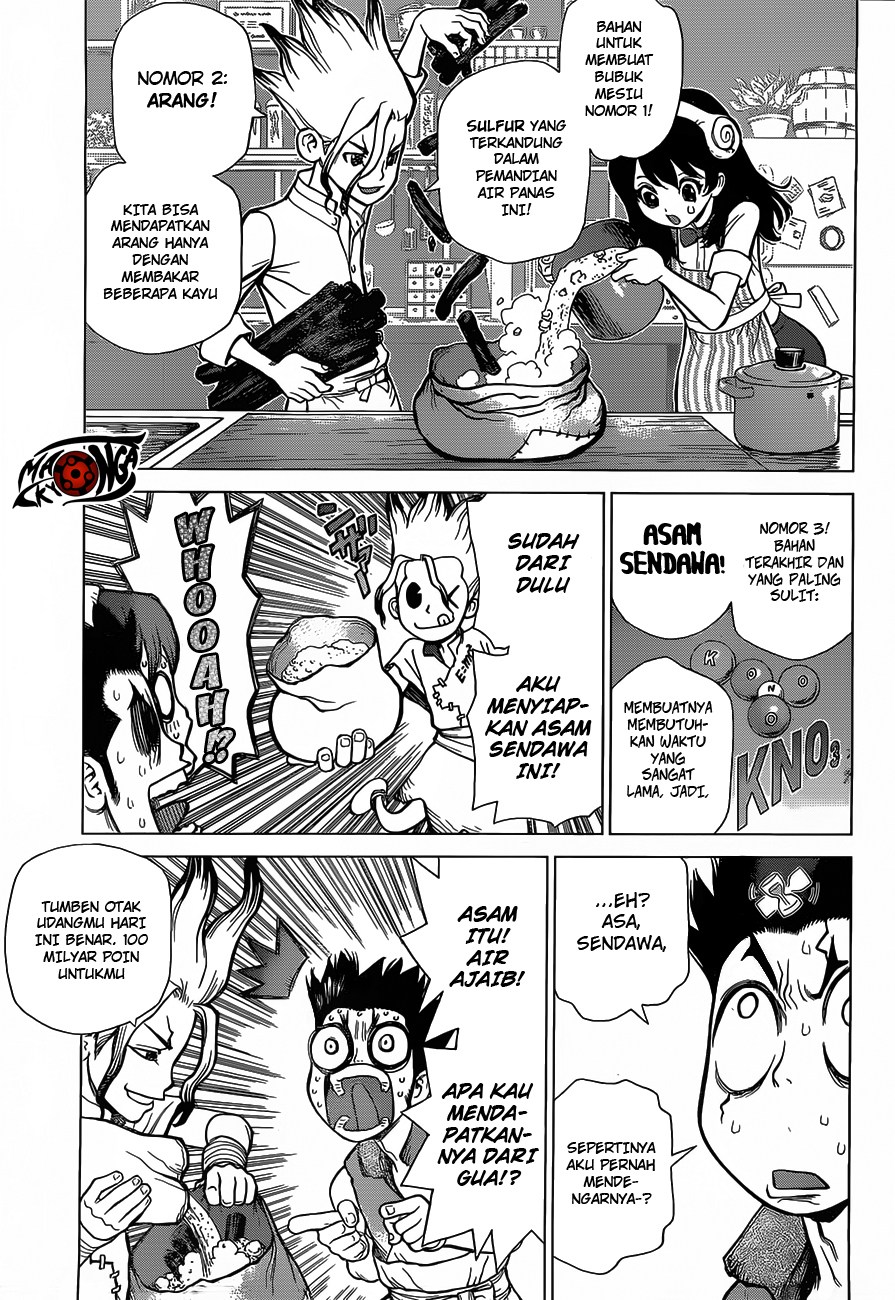 BAHAN
UNTUK
MEMBUAT
BUBUK
MESIU
NOMOR 1!
SULFUR YANG
TERKANDUNG
DALAM
PEMANDIAN
AIR PANAS
INI!
NOMOR 2:
ARANG!
KITA BISA
MENDAPATKAN
ARANG HANYA
DENGAN
MEMBAKAR
BEBERAPA KAYU
MANGA
KYO
NOMOR 3!
BAHAN
TERAKHIR DAN
YANG PALING
SULIT:
ASAM
SENDAWA!
K
O
N
O
O
KNO3
MEMBUATNYA
MEMBUTUH-
KAN WAKTU
YANG
SANGAT
LAMA, JADI,
SUDAH
DARI
DULU
AKU
MENYIAP-
KAN ASAM
SENDAWA
INI!
E=mc²
WHOOAH!?
...EH?
ASA,
SENDAWA,
SEPERTINYA
AKU PERNAH
MENDE-
NGARNYA-?
ASAM
ITU!
AIR
AJAIB!
APA KAU
MENDA-
PATKAN-
NYA DARI
GUA!?
TUMBEN OTAK
UDANGMU HARI
INI BENAR. 100
MILYAR POIN
UNTUKMU